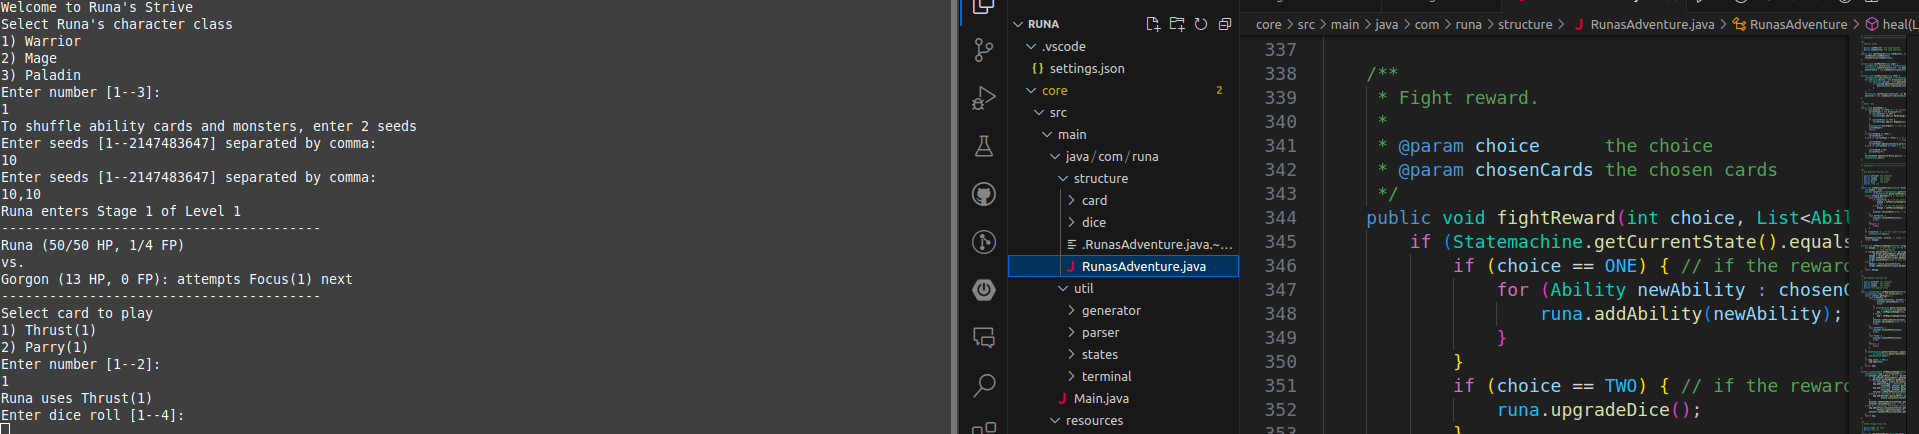 Welcome to Runa's Strive
Select Runa's character class
1) Warrior
2) Mage
3) Paladin
Enter number [1--3]:
1
To shuffle ability cards and monsters, enter 2 seeds
Enter seeds [1--2147483647] separated by comma:
10
Enter seeds [1--2147483647] separated by comma:
10,10
Runa enters Stage 1 of Level 1
----------------------------------------
Runa (50/50 HP, 1/4 FP)
vs.
Gorgon (13 HP, 0 FP): attempts Focus(1) next
----------------------------------------
Select card to play
1) Thrust(1)
2) Parry(1)
Enter number [1--2]:
1
Runa uses Thrust(1)
Enter dice roll [1--4]:
RUNA
.vscode
{} settings.json
core 2
src
main
java/com/runa
structure
card
dice
.RunasAdventure.java.~...
J RunasAdventure.java
util
generator
parser
states
terminal
J Main.java
resources
core > src > main > java > com > runa > structure > J RunasAdventure.java > RunasAdventure > heal(L
337
338 /**
339 * Fight reward.
340 *
341 * @param choice the choice
342 * @param chosenCards the chosen cards
343 */
344 public void fightReward(int choice, List<Abil
345 if (Statemachine.getCurrentState().equals
346 if (choice == ONE) { // if the reward
347 for (Ability newAbility : chosenC
348 runa.addAbility(newAbility);
349 }
350 }
351 if (choice == TWO) { // if the reward
352 runa.upgradeDice();
353 }